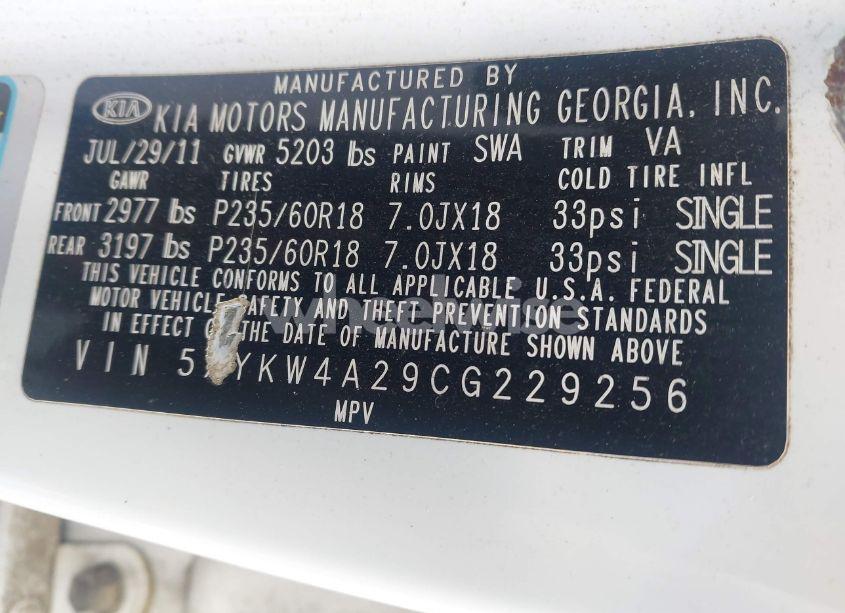 MANUFACTURED BY
KIA KIA MOTORS MANUFACTURING GEORGIA, INC.
JUL/29/11 GVWR 5203 lbs PAINT SWA TRIM VA
GAWR TIRES RIMS COLD TIRE INFL
FRONT 2977 lbs P235/60R18 7.0JX18 33psi SINGLE
REAR 3197 lbs P235/60R18 7.0JX18 33psi SINGLE
THIS VEHICLE CONFORMS TO ALL APPLICABLE U.S.A. FEDERAL
MOTOR VEHICLE SAFETY AND THEFT PREVENTION STANDARDS
IN EFFECT ON THE DATE OF MANUFACTURE SHOWN ABOVE
VIN 5 YKW4A29CG229256
MPV
wheelwise